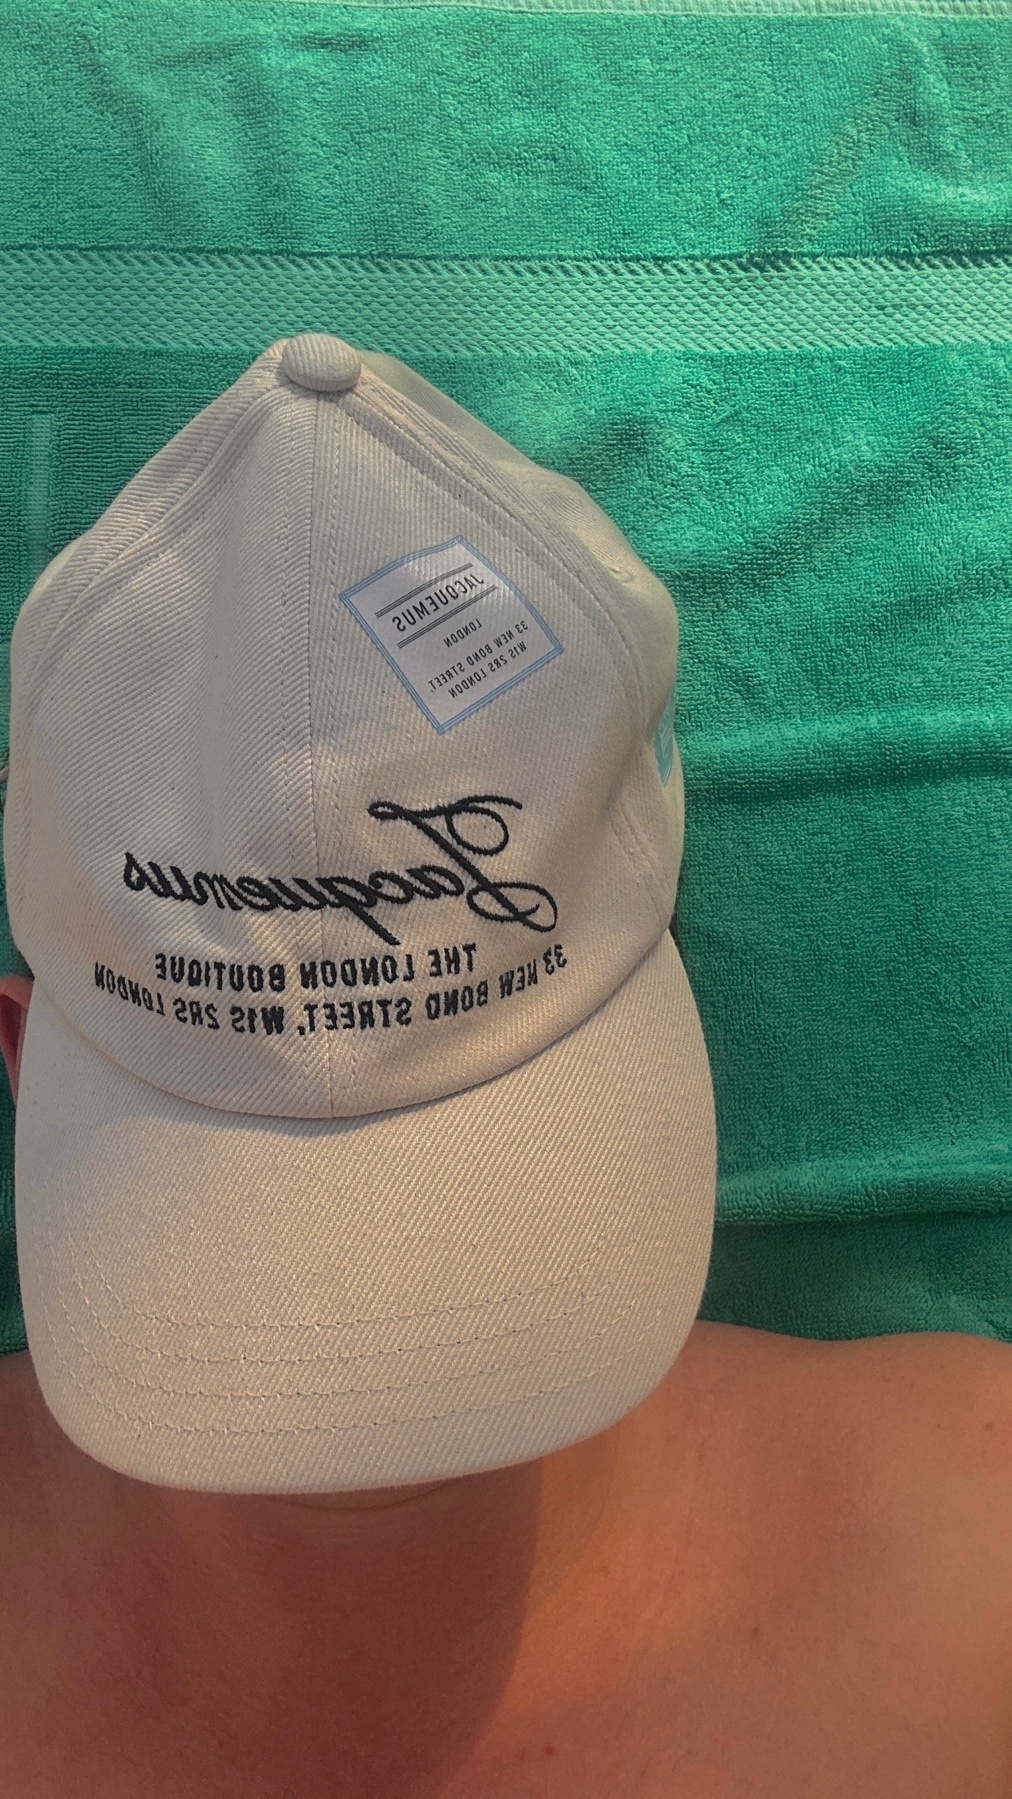 JACQUEMUS
LONDON
33 NEW BOND STREET,
W1S 2RS LONDON
Jacquemus
THE LONDON BOUTIQUE
33 NEW BOND STREET, W1S 2RS LONDON